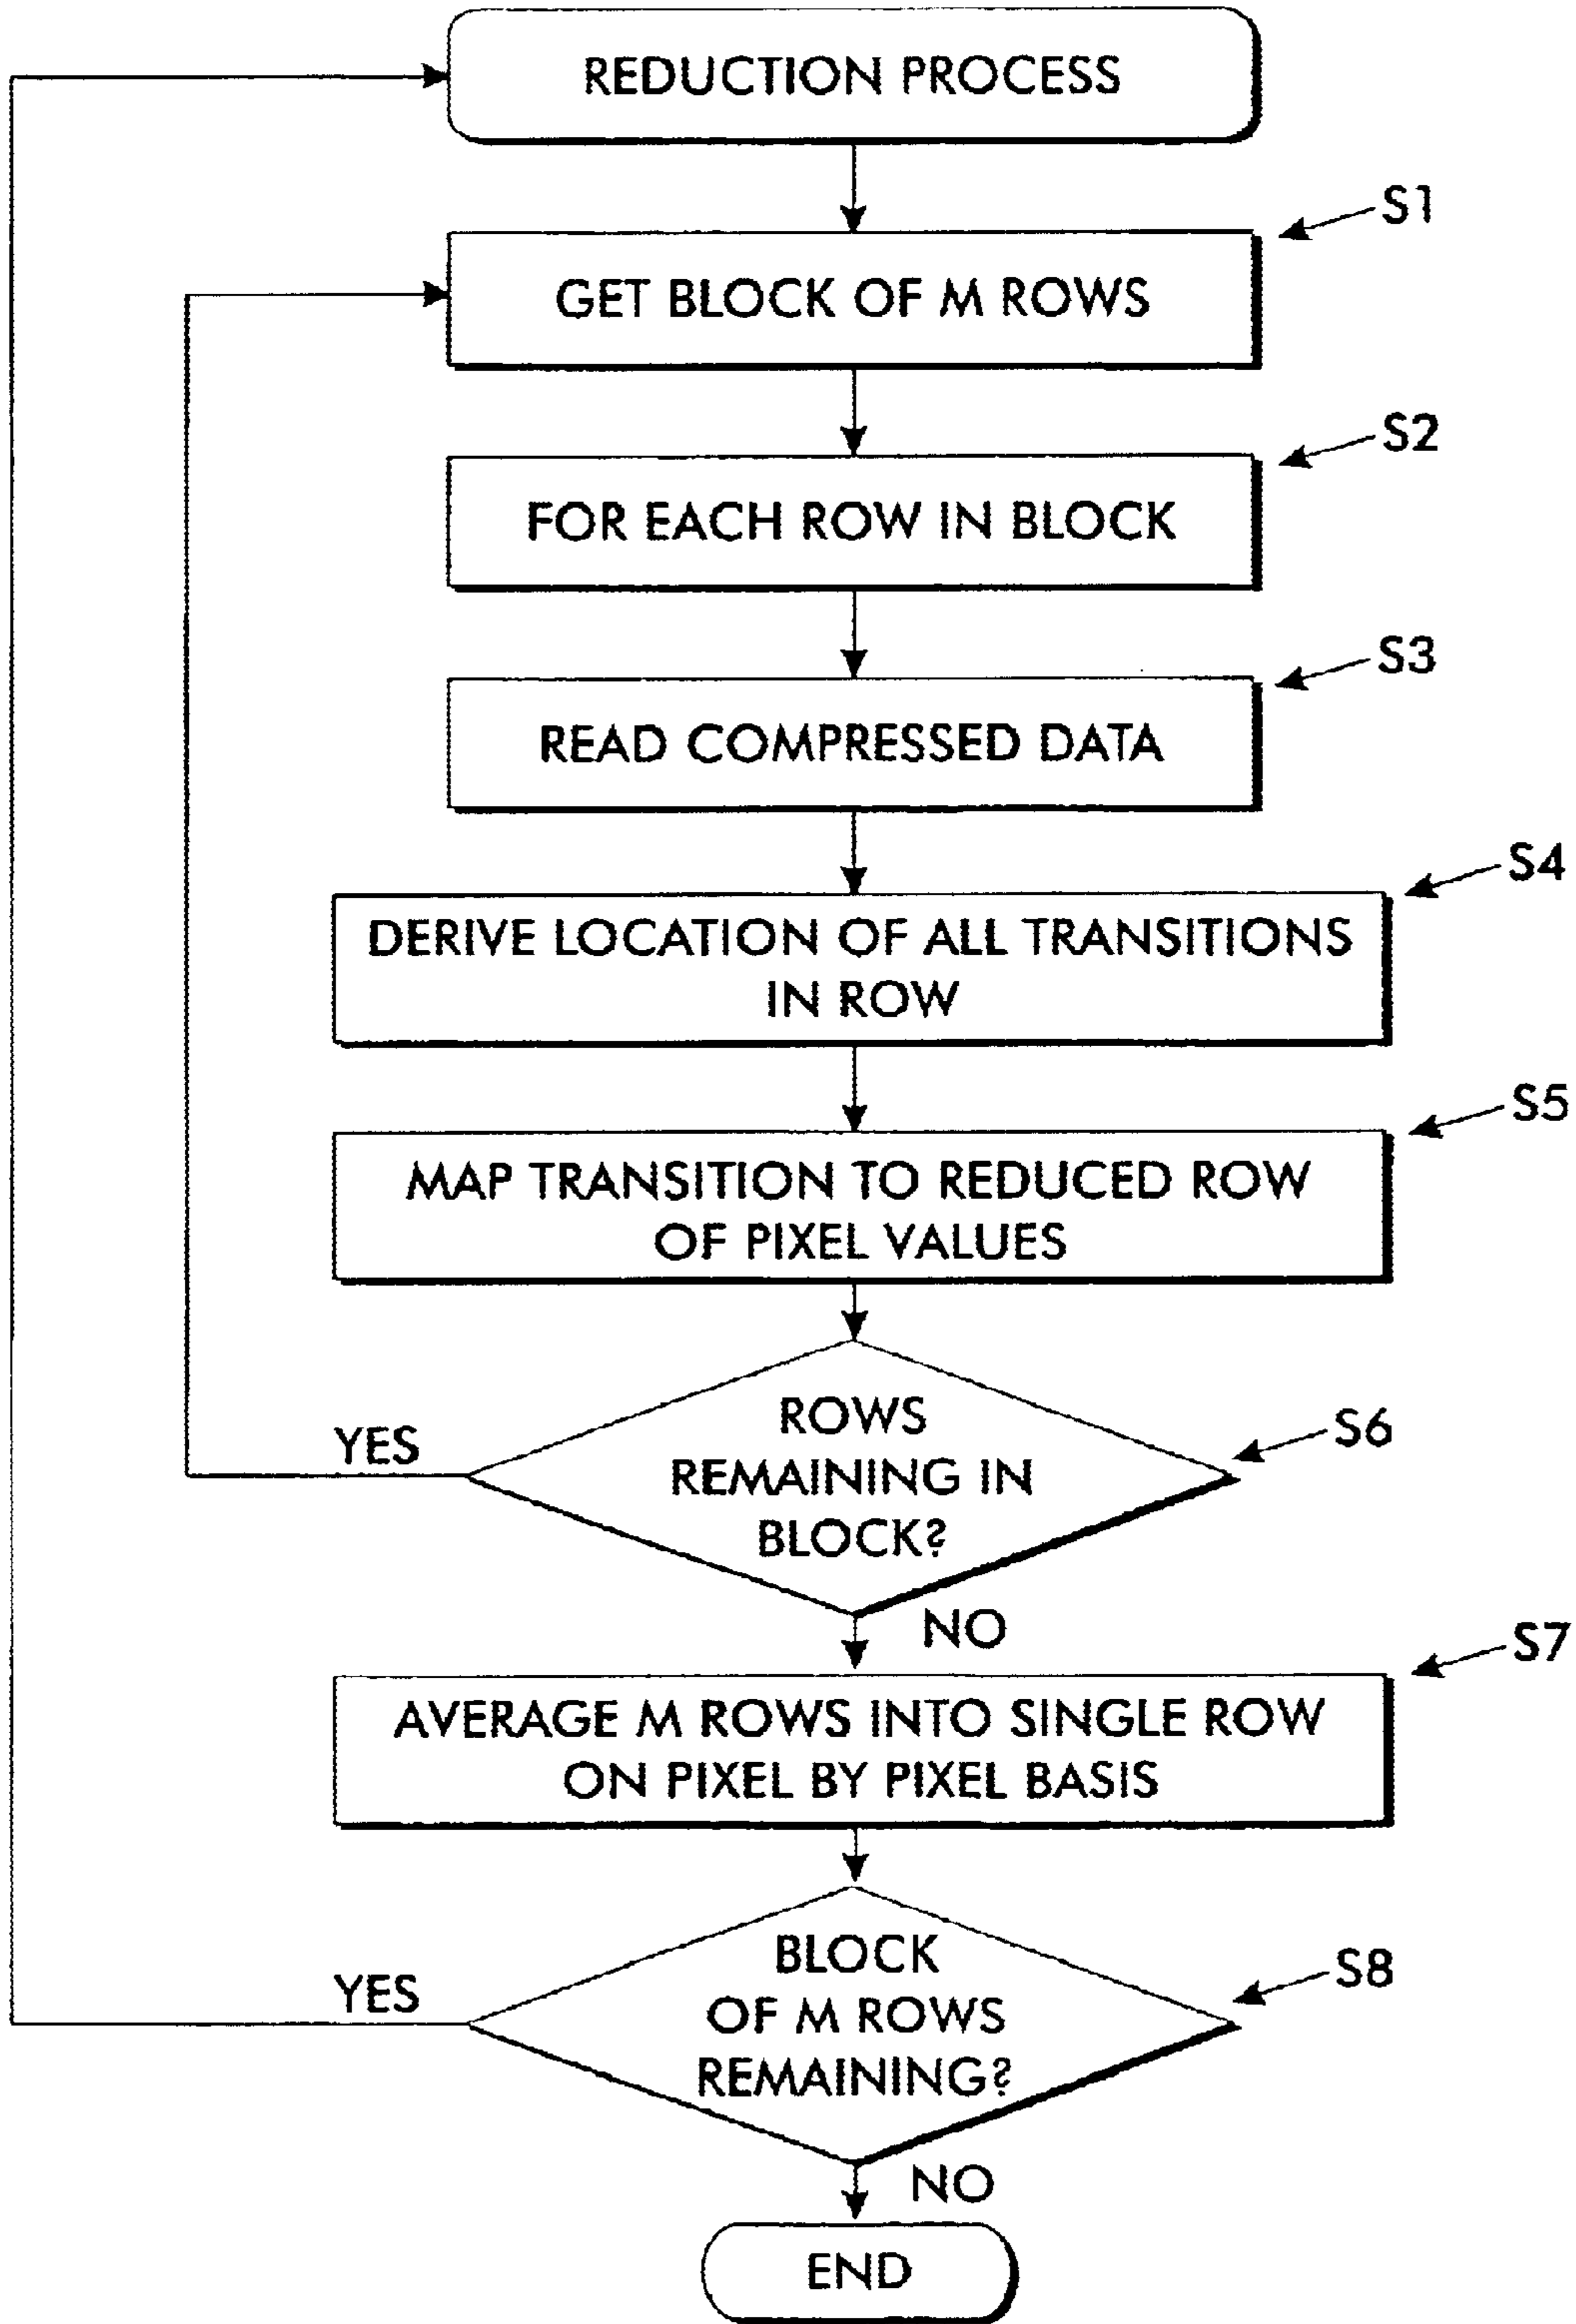 REDUCTION PROCESS
S1
GET BLOCK OF M ROWS
S2
FOR EACH ROW IN BLOCK
S3
READ COMPRESSED DATA
S4
DERIVE LOCATION OF ALL TRANSITIONS
IN ROW
S5
MAP TRANSITION TO REDUCED ROW
OF PIXEL VALUES
S6
ROWS
REMAINING IN
BLOCK?
YES
NO
S7
AVERAGE M ROWS INTO SINGLE ROW
ON PIXEL BY PIXEL BASIS
S8
BLOCK
OF M ROWS
REMAINING?
YES
NO
END